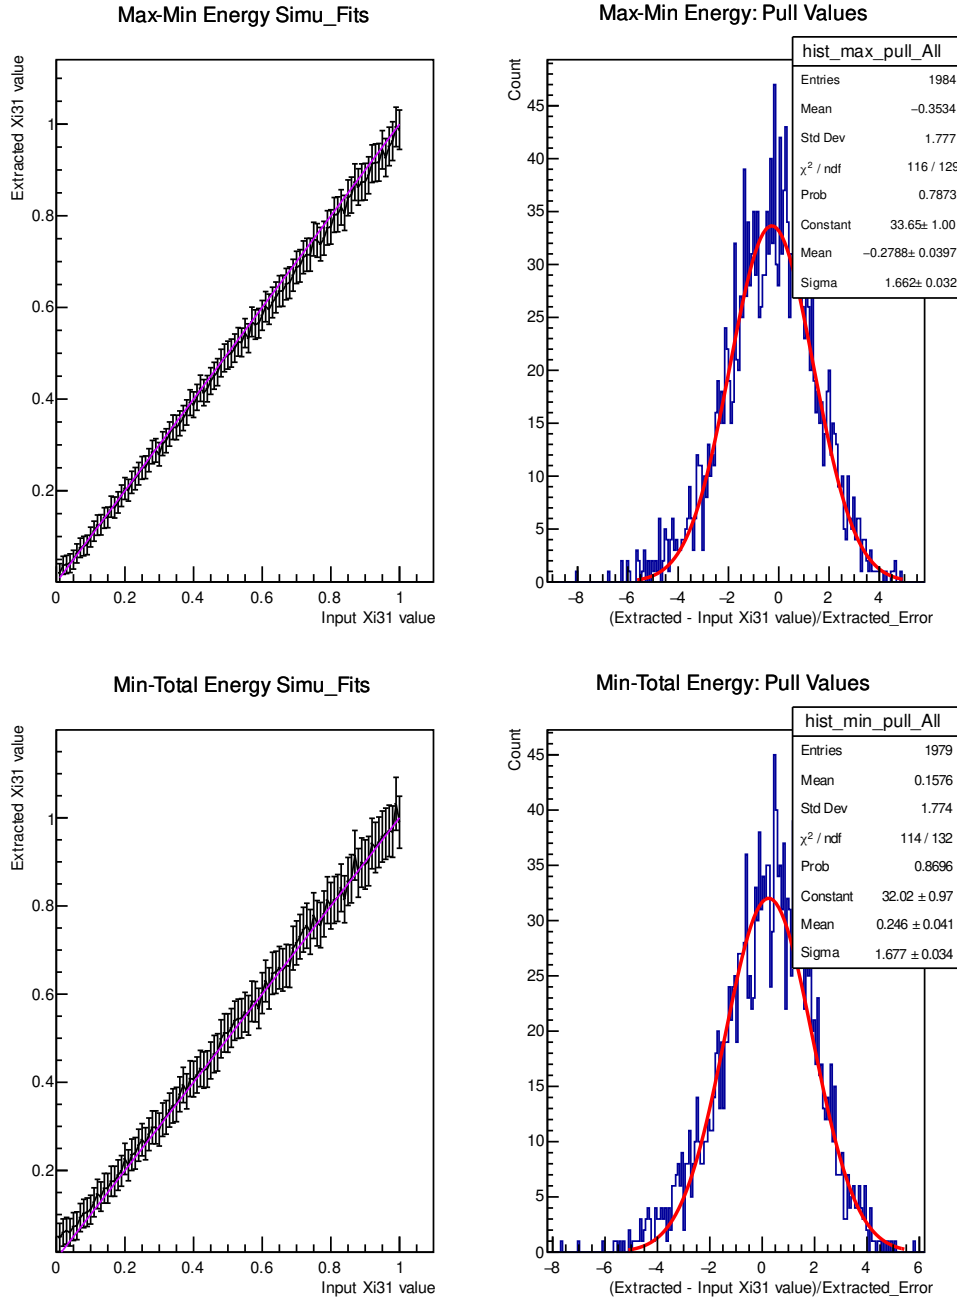 Max-Min Energy Simu_Fits
Extracted Xi31 value
1
0.8
0.6
0.4
0.2
0
0.2
0.4
0.6
0.8
1
Input Xi31 value
Max-Min Energy: Pull Values
Count
45
40
35
30
25
20
15
10
5
0
−8
−6
−4
−2
0
2
4
(Extracted - Input Xi31 value)/Extracted_Error
hist_max_pull_All
Entries 1984
Mean −0.3534
Std Dev 1.777
χ² / ndf 116 / 129
Prob 0.7873
Constant 33.65± 1.00
Mean −0.2788± 0.0397
Sigma 1.662± 0.032
Min-Total Energy Simu_Fits
Extracted Xi31 value
1
0.8
0.6
0.4
0.2
0
0.2
0.4
0.6
0.8
1
Input Xi31 value
Min-Total Energy: Pull Values
Count
45
40
35
30
25
20
15
10
5
0
−8
−6
−4
−2
0
2
4
6
(Extracted - Input Xi31 value)/Extracted_Error
hist_min_pull_All
Entries 1979
Mean 0.1576
Std Dev 1.774
χ² / ndf 114 / 132
Prob 0.8696
Constant 32.02 ± 0.97
Mean 0.246 ± 0.041
Sigma 1.677 ± 0.034